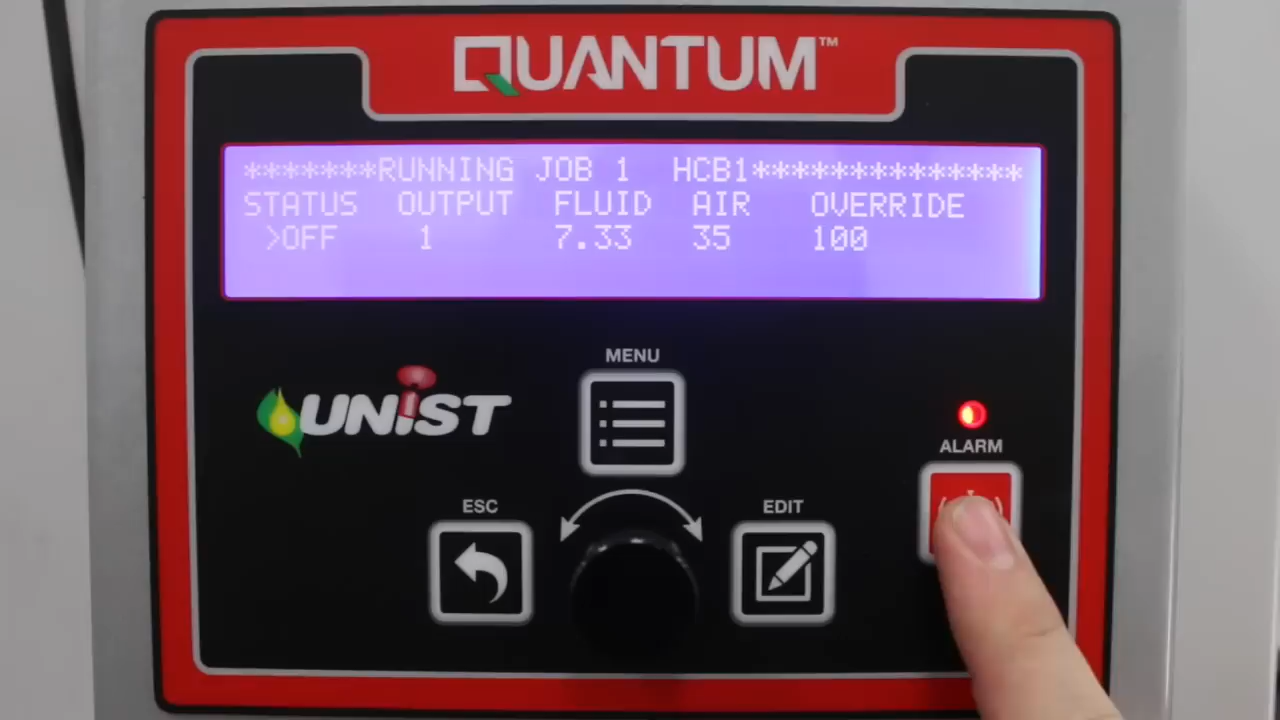 QUANTUM™
*******RUNNING JOB 1 HCB1**************
STATUS OUTPUT FLUID AIR OVERRIDE
>OFF 1 7.33 35 100
MENU
UNIST
ALARM
ESC
EDIT